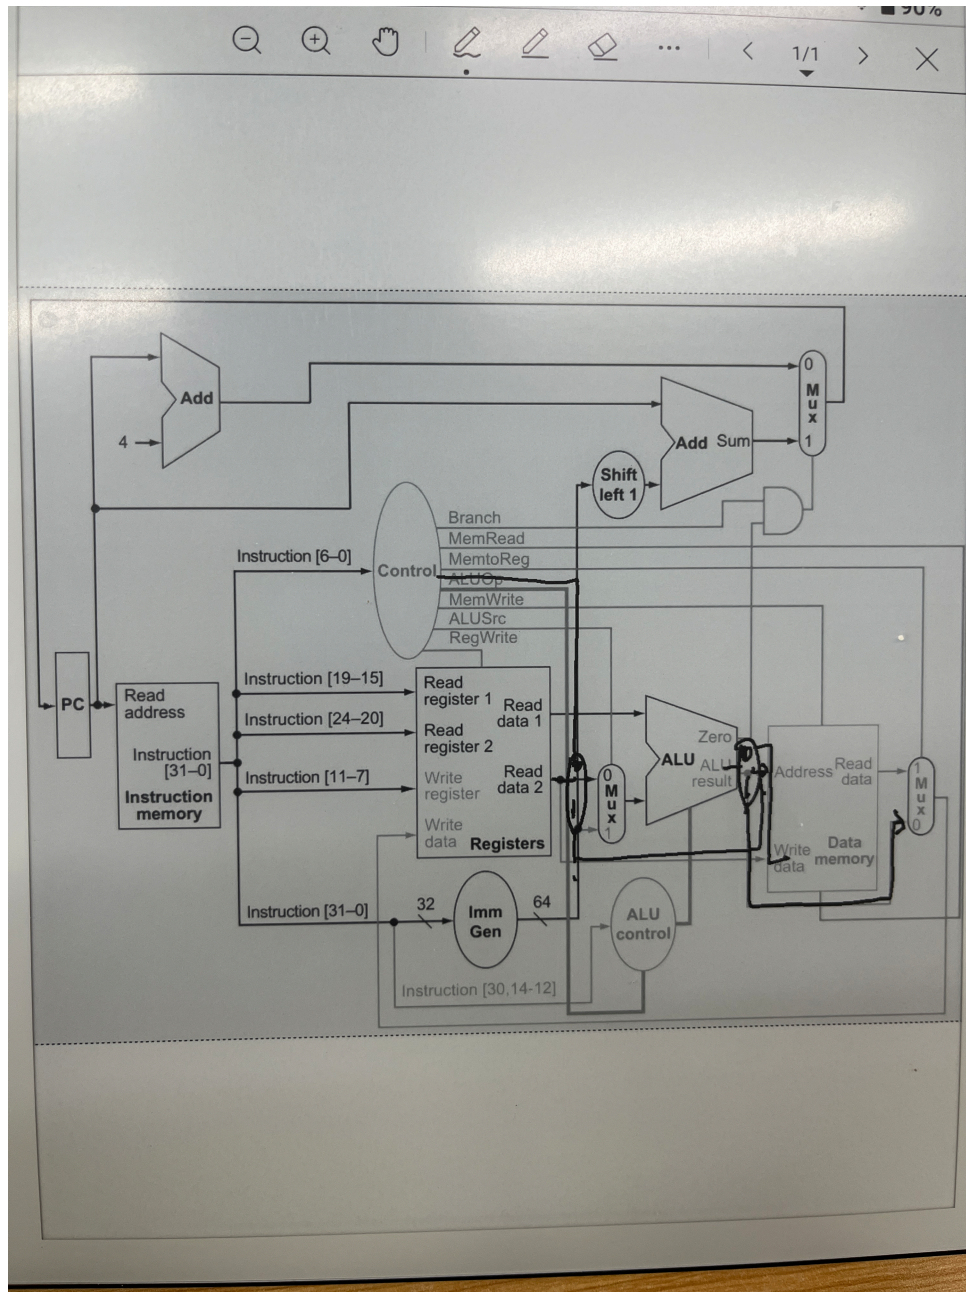 90%
1/1
0
M
u
x
1
Add
4
Add Sum
Shift
left 1
Branch
MemRead
MemtoReg
ALUOp
MemWrite
ALUSrc
RegWrite
Instruction [6–0]
Control
Instruction [19–15]
Instruction [24–20]
Instruction [11–7]
PC
Read
address
Instruction
[31–0]
Instruction
memory
Read
register 1
Read
register 2
Write
register
Write
data
Read
data 1
Read
data 2
Registers
0
M
u
x
1
Zero
ALU
ALU
result
Address
Read
data
Write
data
Data
memory
1
M
u
x
0
Instruction [31–0]
32
Imm
Gen
64
ALU
control
Instruction [30,14-12]